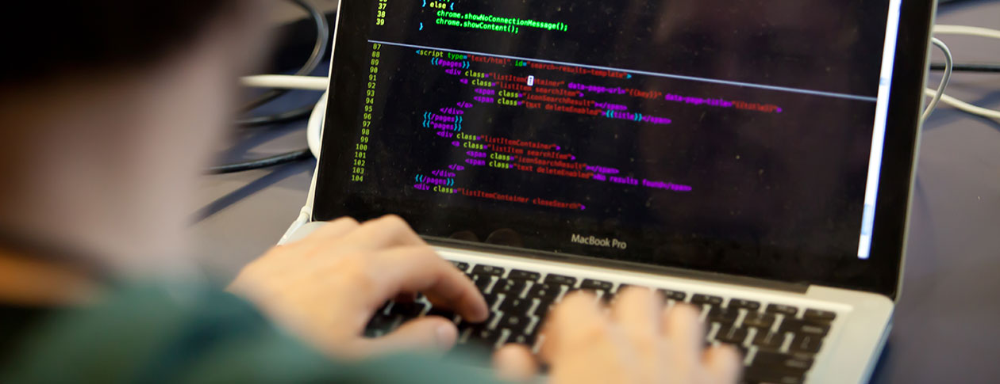 37 } else {
38 chrome.showNoConnectionMessage();
39 chrome.showContent();
}
87 <script type="text/html" id="search-results-template">
88 {{#pages}}
89 <div class="listItemContainer" data-page-url="{{key}}" data-page-title="{{title}}">
90 <a class="listItem searchItem">
91 <span class="iconSearchResult"></span>
92 <span class="text deleteEnabled">{{title}}</span>
93 </a>
94 </div>
95 {{/pages}}
96 {{^pages}}
97 <div class="listItemContainer">
98 <a class="listItem searchItem">
99 <span class="iconSearchResult"></span>
100 <span class="text deleteEnabled">No results found</span>
101 </a>
102 </div>
103 {{/pages}}
104 <div class="listItemContainer closeSearch">
MacBook Pro